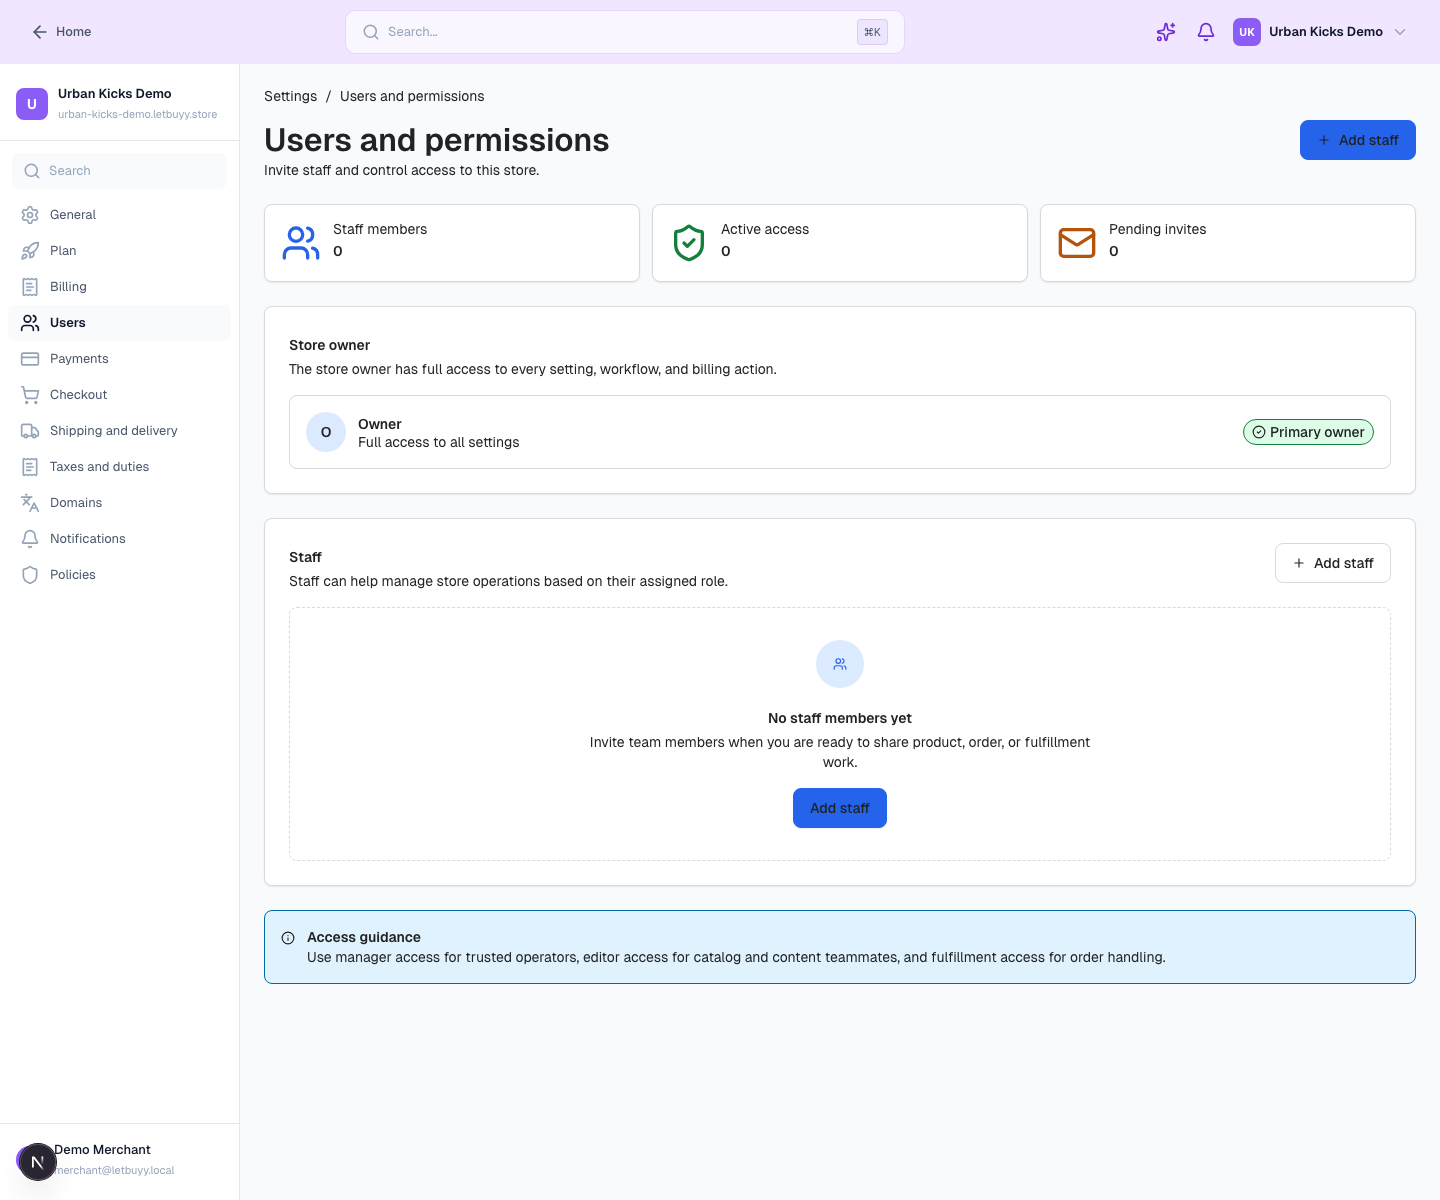 Home
Search...
⌘K
UK
Urban Kicks Demo
U
Urban Kicks Demo
urban-kicks-demo.letbuyy.store
Search
General
Plan
Billing
Users
Payments
Checkout
Shipping and delivery
Taxes and duties
Domains
Notifications
Policies
Demo Merchant
merchant@letbuyy.local
N
Settings / Users and permissions
Users and permissions
Invite staff and control access to this store.
Add staff
Staff members
0
Active access
0
Pending invites
0
Store owner
The store owner has full access to every setting, workflow, and billing action.
O
Owner
Full access to all settings
Primary owner
Staff
Staff can help manage store operations based on their assigned role.
Add staff
No staff members yet
Invite team members when you are ready to share product, order, or fulfillment
work.
Add staff
Access guidance
Use manager access for trusted operators, editor access for catalog and content teammates, and fulfillment access for order handling.